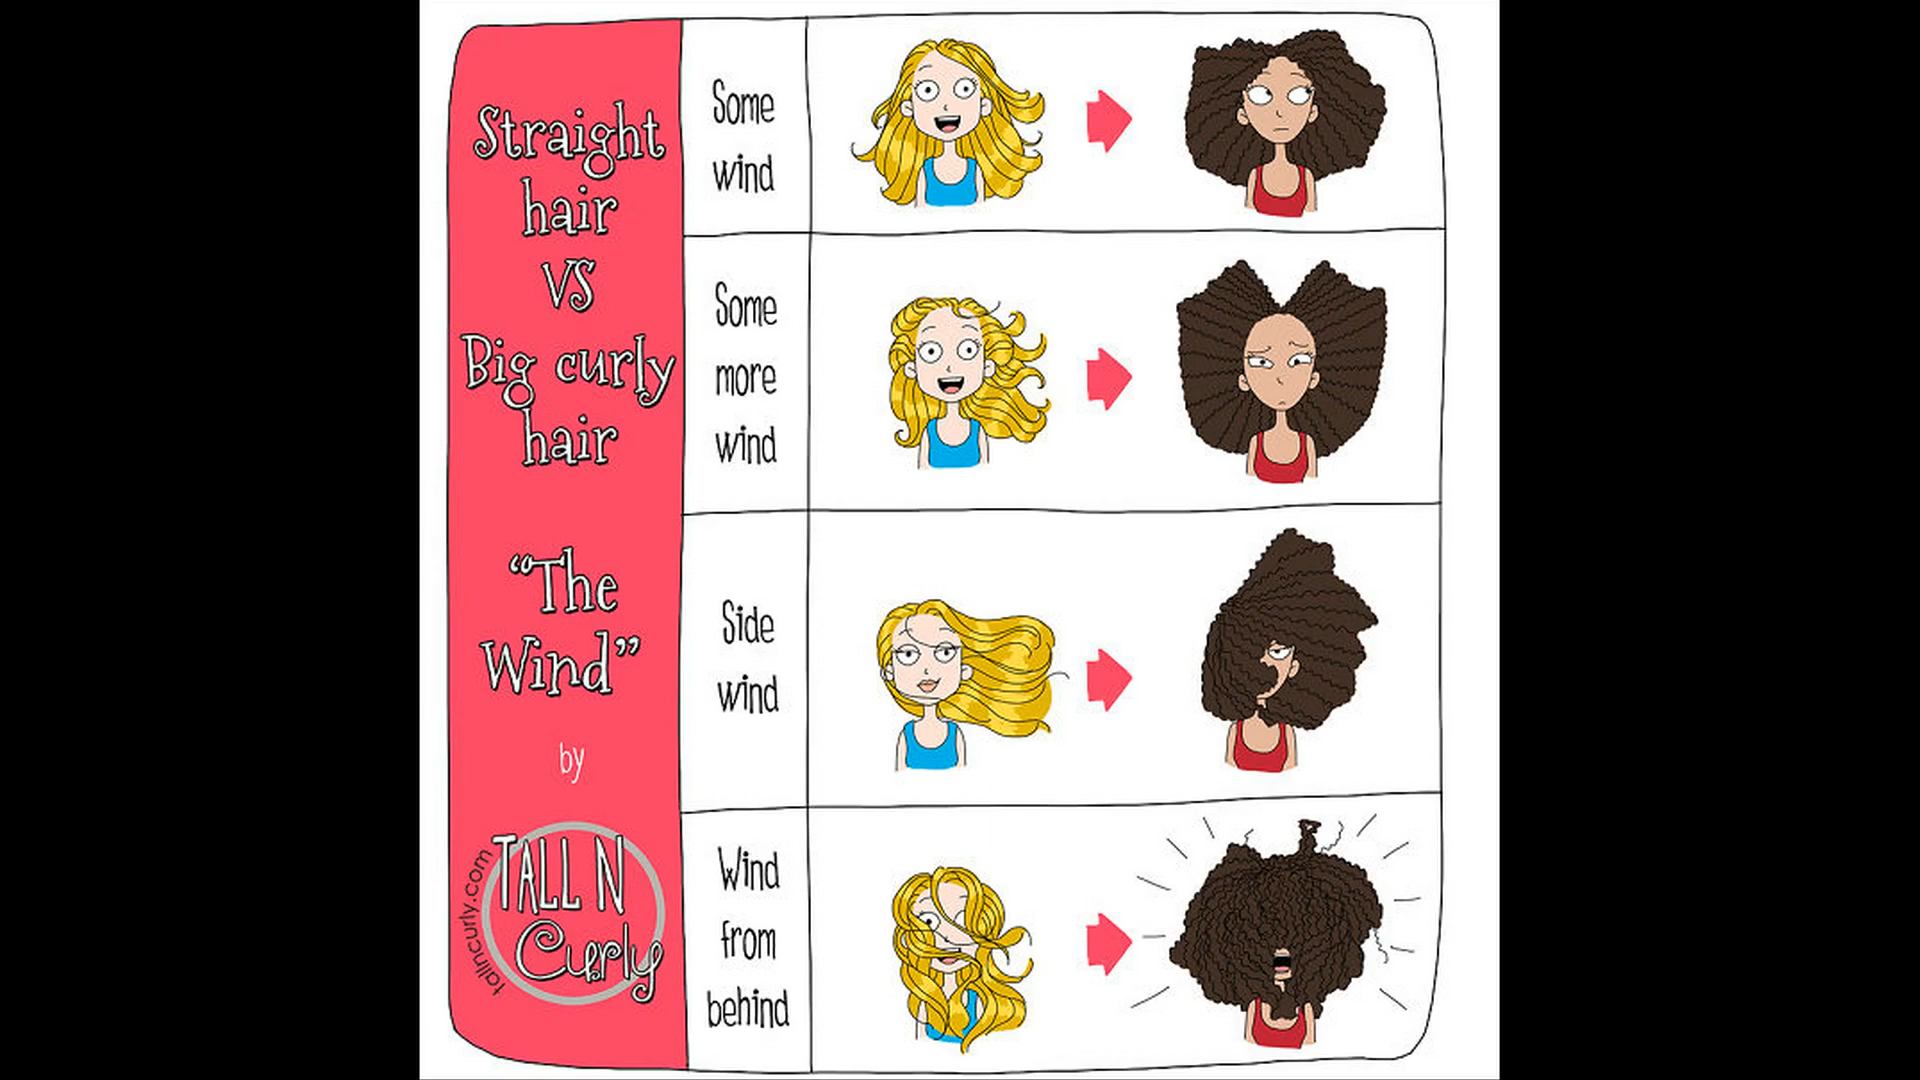 Straight
hair
VS
Big curly
hair
“The
Wind”
by
TALL N
Curly
tallncurly.com
Some
wind
Some
more
wind
Side
wind
Wind
from
behind